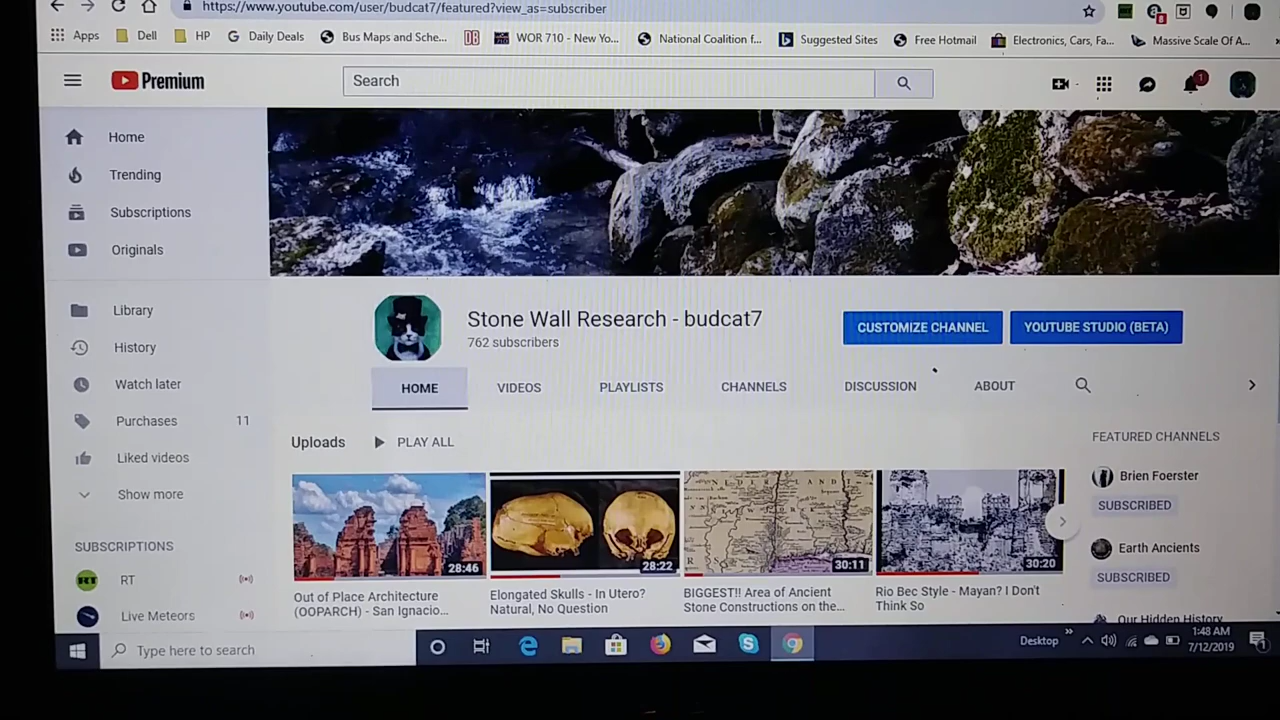 https://www.youtube.com/user/budcat7/featured?view_as=subscriber
Apps Dell HP G Daily Deals Bus Maps and Sche... DB WOR 710 - New Yo... National Coalition f... Suggested Sites Free Hotmail Electronics, Cars, Fa... Massive Scale Of A...
Premium Search 1
Home
Trending
Subscriptions
Originals
Library
History
Watch later
Purchases 11
Liked videos
Show more
SUBSCRIPTIONS
RT RT
Live Meteors
Stone Wall Research - budcat7
762 subscribers
CUSTOMIZE CHANNEL YOUTUBE STUDIO (BETA)
HOME VIDEOS PLAYLISTS CHANNELS DISCUSSION ABOUT
Uploads PLAY ALL
28:46 28:22 30:11 30:20
Out of Place Architecture
(OOPARCH) - San Ignacio...
Elongated Skulls - In Utero?
Natural, No Question
BIGGEST!! Area of Ancient
Stone Constructions on the...
Rio Bec Style - Mayan? I Don't
Think So
FEATURED CHANNELS
Brien Foerster
SUBSCRIBED
Earth Ancients
SUBSCRIBED
Our Hidden History
Type here to search
Desktop
1:48 AM
7/12/2019